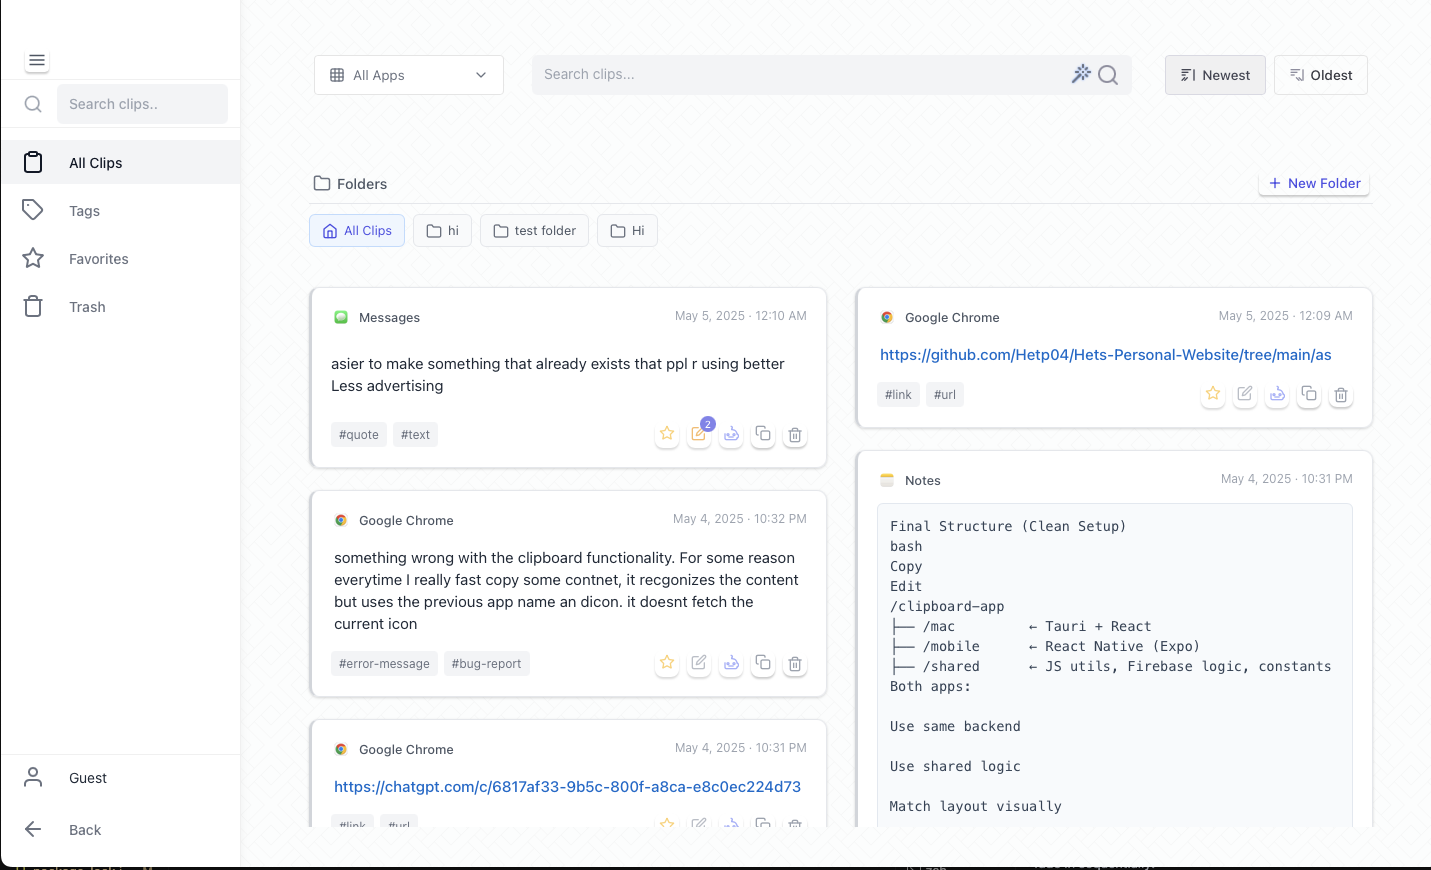 Search clips..
All Clips
Tags
Favorites
Trash
Guest
Back
All Apps
Search clips...
Newest
Oldest
Folders
New Folder
All Clips
hi
test folder
Hi
Messages
May 5, 2025 · 12:10 AM
asier to make something that already exists that ppl r using better
Less advertising
#quote
#text
2
Google Chrome
May 4, 2025 · 10:32 PM
something wrong with the clipboard functionality. For some reason
everytime I really fast copy some contnet, it recgonizes the content
but uses the previous app name an dicon. it doesnt fetch the
current icon
#error-message
#bug-report
Google Chrome
May 4, 2025 · 10:31 PM
https://chatgpt.com/c/6817af33-9b5c-800f-a8ca-e8c0ec224d73
#link
#url
Google Chrome
May 5, 2025 · 12:09 AM
https://github.com/Hetp04/Hets-Personal-Website/tree/main/as
#link
#url
Notes
May 4, 2025 · 10:31 PM
Final Structure (Clean Setup)
bash
Copy
Edit
/clipboard-app
├── /mac ← Tauri + React
├── /mobile ← React Native (Expo)
├── /shared ← JS utils, Firebase logic, constants
Both apps:
Use same backend
Use shared logic
Match layout visually